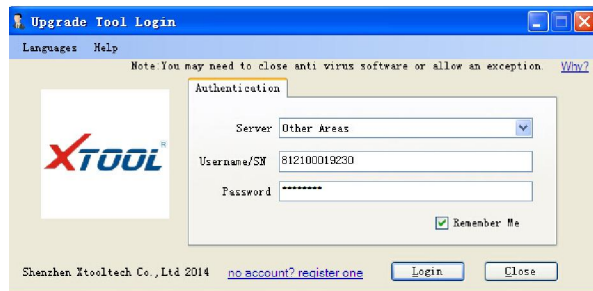 Upgrade Tool Login
Languages Help
Note:You may need to close anti virus software or allow an exception. Why?
Authentication
XTOOL®
Server Other Areas
Username/SN 812100019230
Password ********
Remember Me
Shenzhen Xtooltech Co.,Ltd 2014 no account? register one Login Close